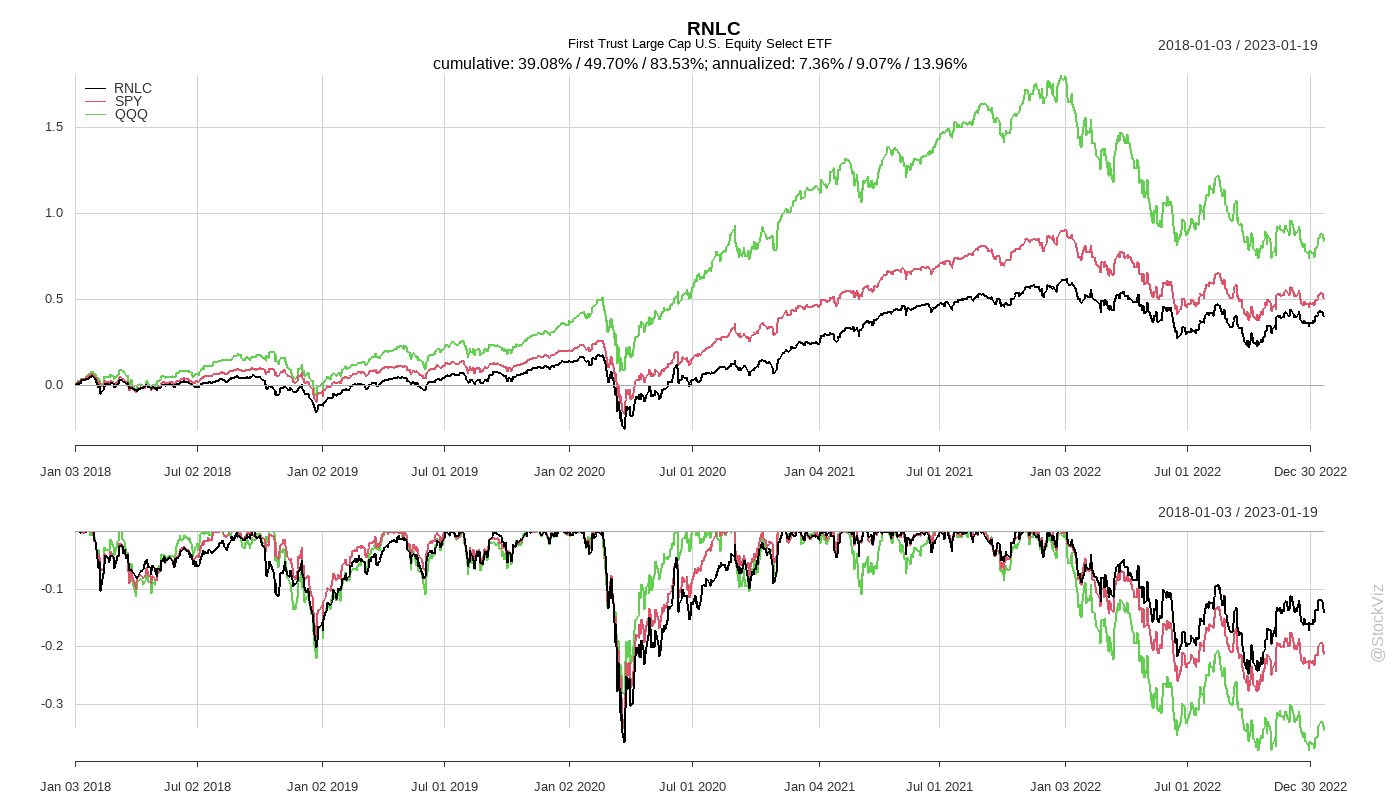 RNLC
First Trust Large Cap U.S. Equity Select ETF
2018-01-03 / 2023-01-19
cumulative: 39.08% / 49.70% / 83.53%; annualized: 7.36% / 9.07% / 13.96%
RNLC
SPY
QQQ
1.5
1.0
0.5
0.0
Jan 03 2018 Jul 02 2018 Jan 02 2019 Jul 01 2019 Jan 02 2020 Jul 01 2020 Jan 04 2021 Jul 01 2021 Jan 03 2022 Jul 01 2022 Dec 30 2022
2018-01-03 / 2023-01-19
-0.1
-0.2
-0.3
Jan 03 2018 Jul 02 2018 Jan 02 2019 Jul 01 2019 Jan 02 2020 Jul 01 2020 Jan 04 2021 Jul 01 2021 Jan 03 2022 Jul 01 2022 Dec 30 2022
@StockViz